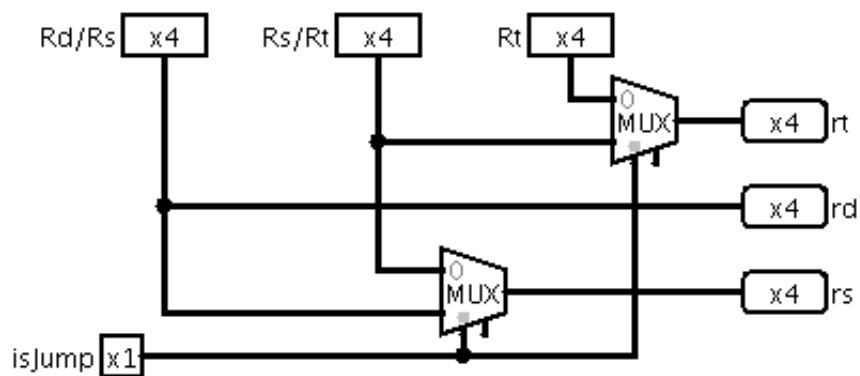 Rd/Rs x4 Rs/Rt x4 Rt x4
0
MUX x4 rt
x4 rd
0
MUX x4 rs
isJump x1